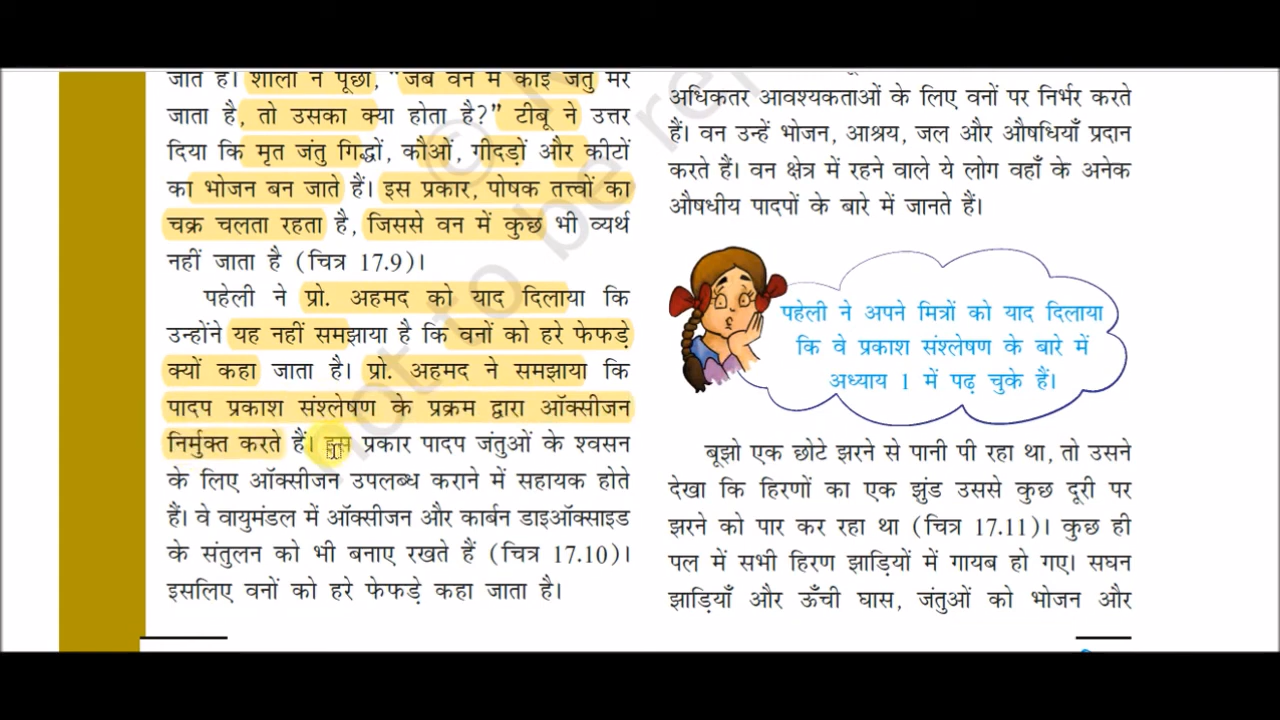 जाते हैं। शीला ने पूछा, "जब वन में कोई जंतु मर
जाता है, तो उसका क्या होता है?" टीबू ने उत्तर
दिया कि मृत जंतु गिद्धों, कौओं, गीदड़ों और कीटों
का भोजन बन जाते हैं। इस प्रकार, पोषक तत्त्वों का
चक्र चलता रहता है, जिससे वन में कुछ भी व्यर्थ
नहीं जाता है (चित्र 17.9)।
पहेली ने प्रो. अहमद को याद दिलाया कि
उन्होंने यह नहीं समझाया है कि वनों को हरे फेफड़े
क्यों कहा जाता है। प्रो. अहमद ने समझाया कि
पादप प्रकाश संश्लेषण के प्रक्रम द्वारा ऑक्सीजन
निर्मुक्त करते हैं। इस प्रकार पादप जंतुओं के श्वसन
के लिए ऑक्सीजन उपलब्ध कराने में सहायक होते
हैं। वे वायुमंडल में ऑक्सीजन और कार्बन डाइऑक्साइड
के संतुलन को भी बनाए रखते हैं (चित्र 17.10)।
इसलिए वनों को हरे फेफड़े कहा जाता है।
अधिकतर आवश्यकताओं के लिए वनों पर निर्भर करते
हैं। वन उन्हें भोजन, आश्रय, जल और औषधियाँ प्रदान
करते हैं। वन क्षेत्र में रहने वाले ये लोग वहाँ के अनेक
औषधीय पादपों के बारे में जानते हैं।
पहेली ने अपने मित्रों को याद दिलाया
कि वे प्रकाश संश्लेषण के बारे में
अध्याय 1 में पढ़ चुके हैं।
बूझो एक छोटे झरने से पानी पी रहा था, तो उसने
देखा कि हिरणों का एक झुंड उससे कुछ दूरी पर
झरने को पार कर रहा था (चित्र 17.11)। कुछ ही
पल में सभी हिरण झाड़ियों में गायब हो गए। सघन
झाड़ियाँ और ऊँची घास, जंतुओं को भोजन और
not to be rep